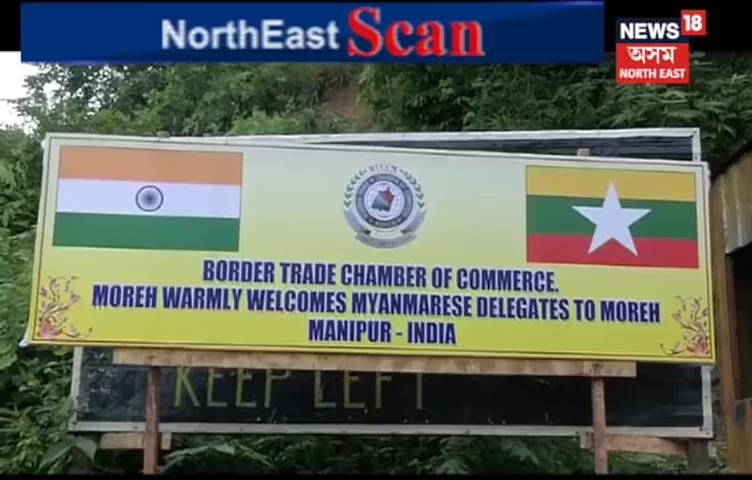 NorthEast Scan
NEWS 18
অসম
NORTH EAST
BORDER TRADE CHAMBER OF COMMERCE.
MOREH WARMLY WELCOMES MYANMARESE DELEGATES TO MOREH
MANIPUR - INDIA
KEEP LEFT